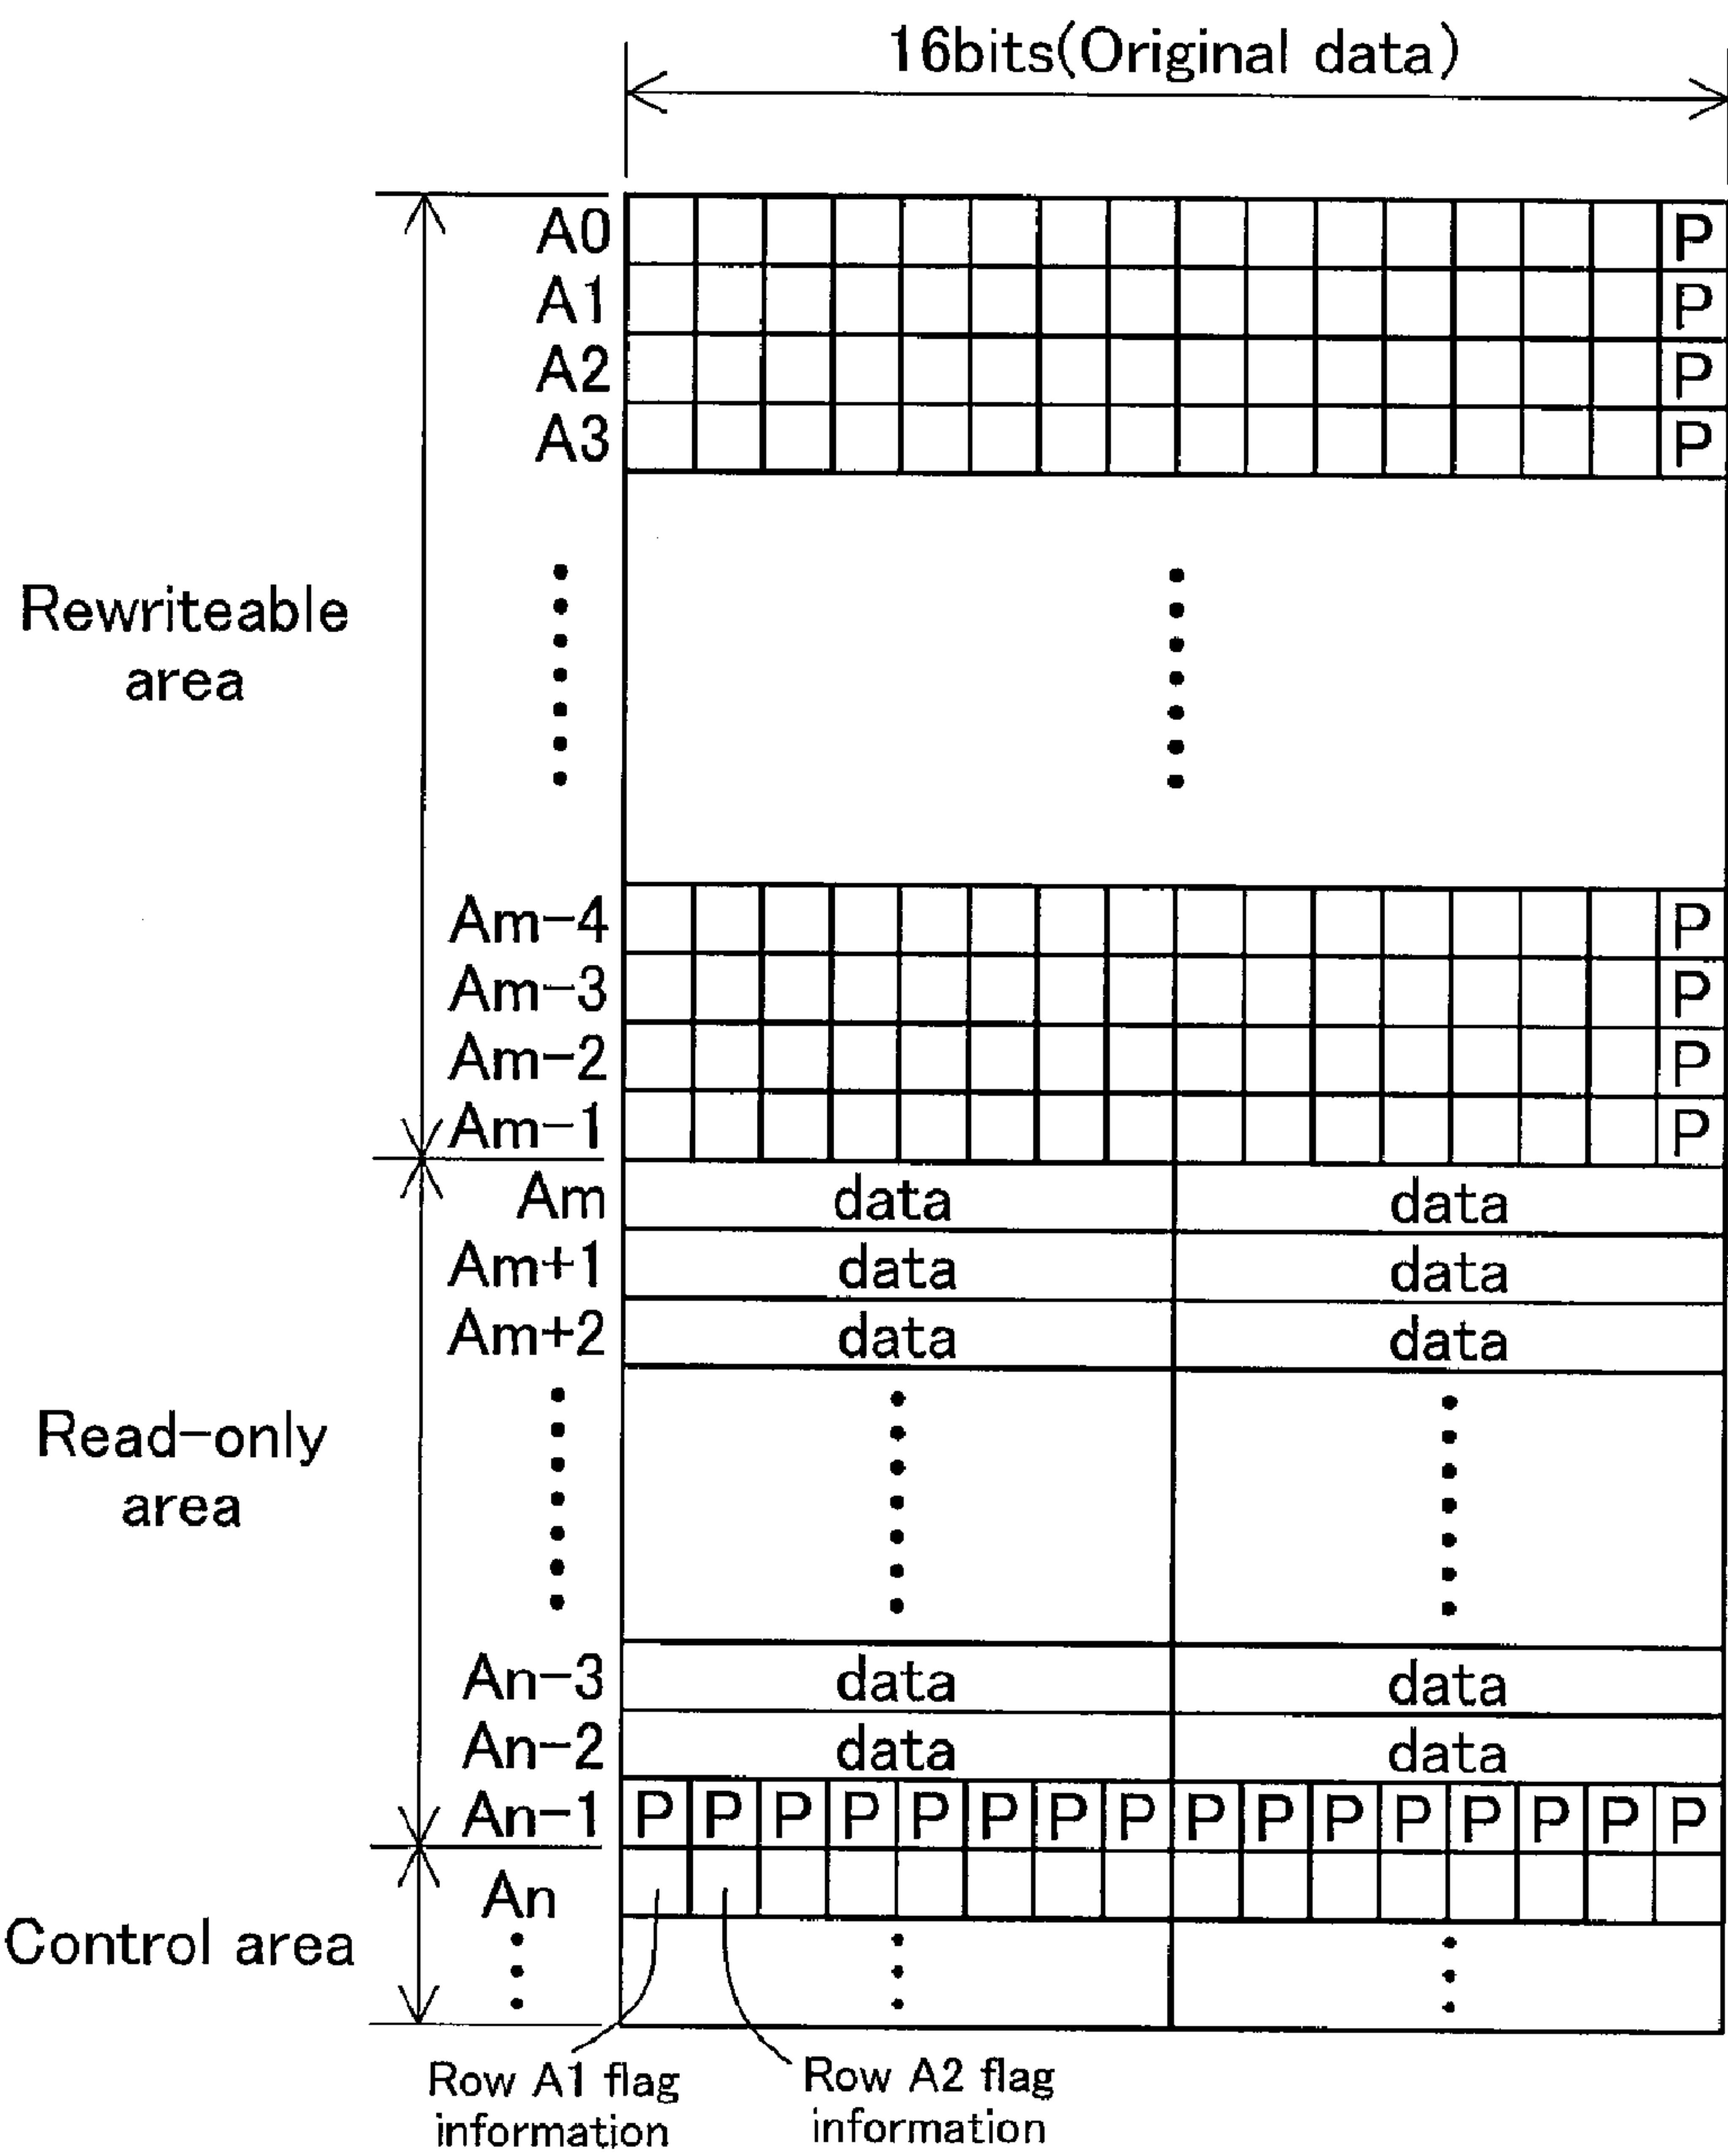 16bits(Original data)
A0 P
A1 P
A2 P
A3 P
Rewriteable
area
Am-4 P
Am-3 P
Am-2 P
Am-1 P
Am data data
Am+1 data data
Am+2 data data
Read-only
area
An-3 data data
An-2 data data
An-1 P P P P P P P P P P P P P P P P
An
Control area
Row A1 flag
information
Row A2 flag
information